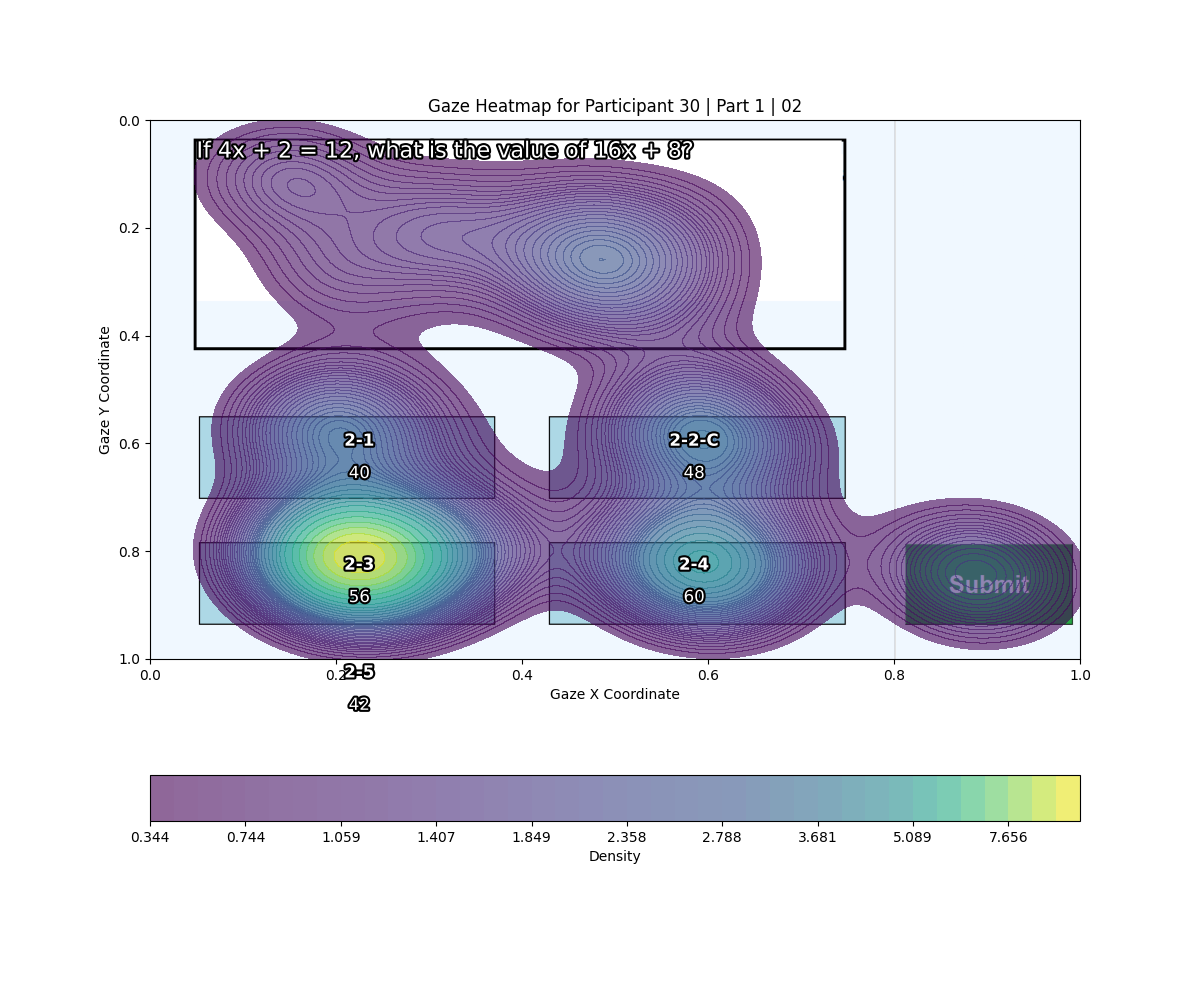 Gaze Heatmap for Participant 30 | Part 1 | 02
0.0
If 4x + 2 = 12, what is the value of 16x + 8?
0.2
0.4
Gaze Y Coordinate
2-1
2-2-C
0.6
40
48
0.8
2-3
2-4
Submit
56
60
1.0
0.0 0.2 0.4 0.6 0.8 1.0
2-5
Gaze X Coordinate
42
0.344 0.744 1.059 1.407 1.849 2.358 2.788 3.681 5.089 7.656
Density